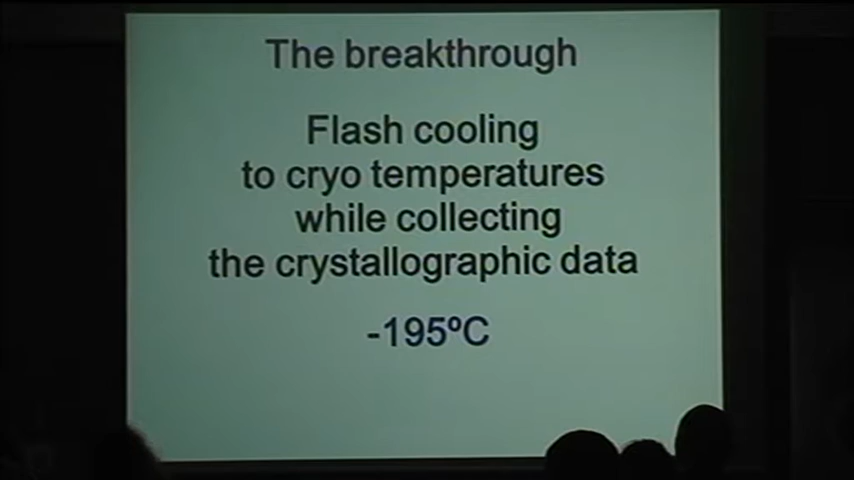 The breakthrough
Flash cooling
to cryo temperatures
while collecting
the crystallographic data
-195ºC